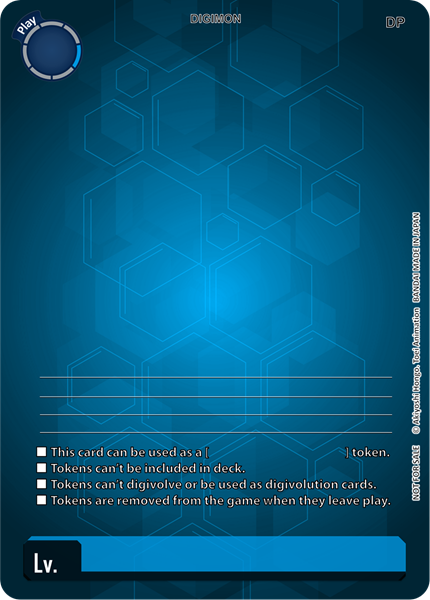 Play
DIGIMON
DP
This card can be used as a [ ] token.
Tokens can't be included in deck.
Tokens can't digivolve or be used as digivolution cards.
Tokens are removed from the game when they leave play.
Lv.
NOT FOR SALE © Akiyoshi Hongo, Toei Animation BANDAI MADE IN JAPAN